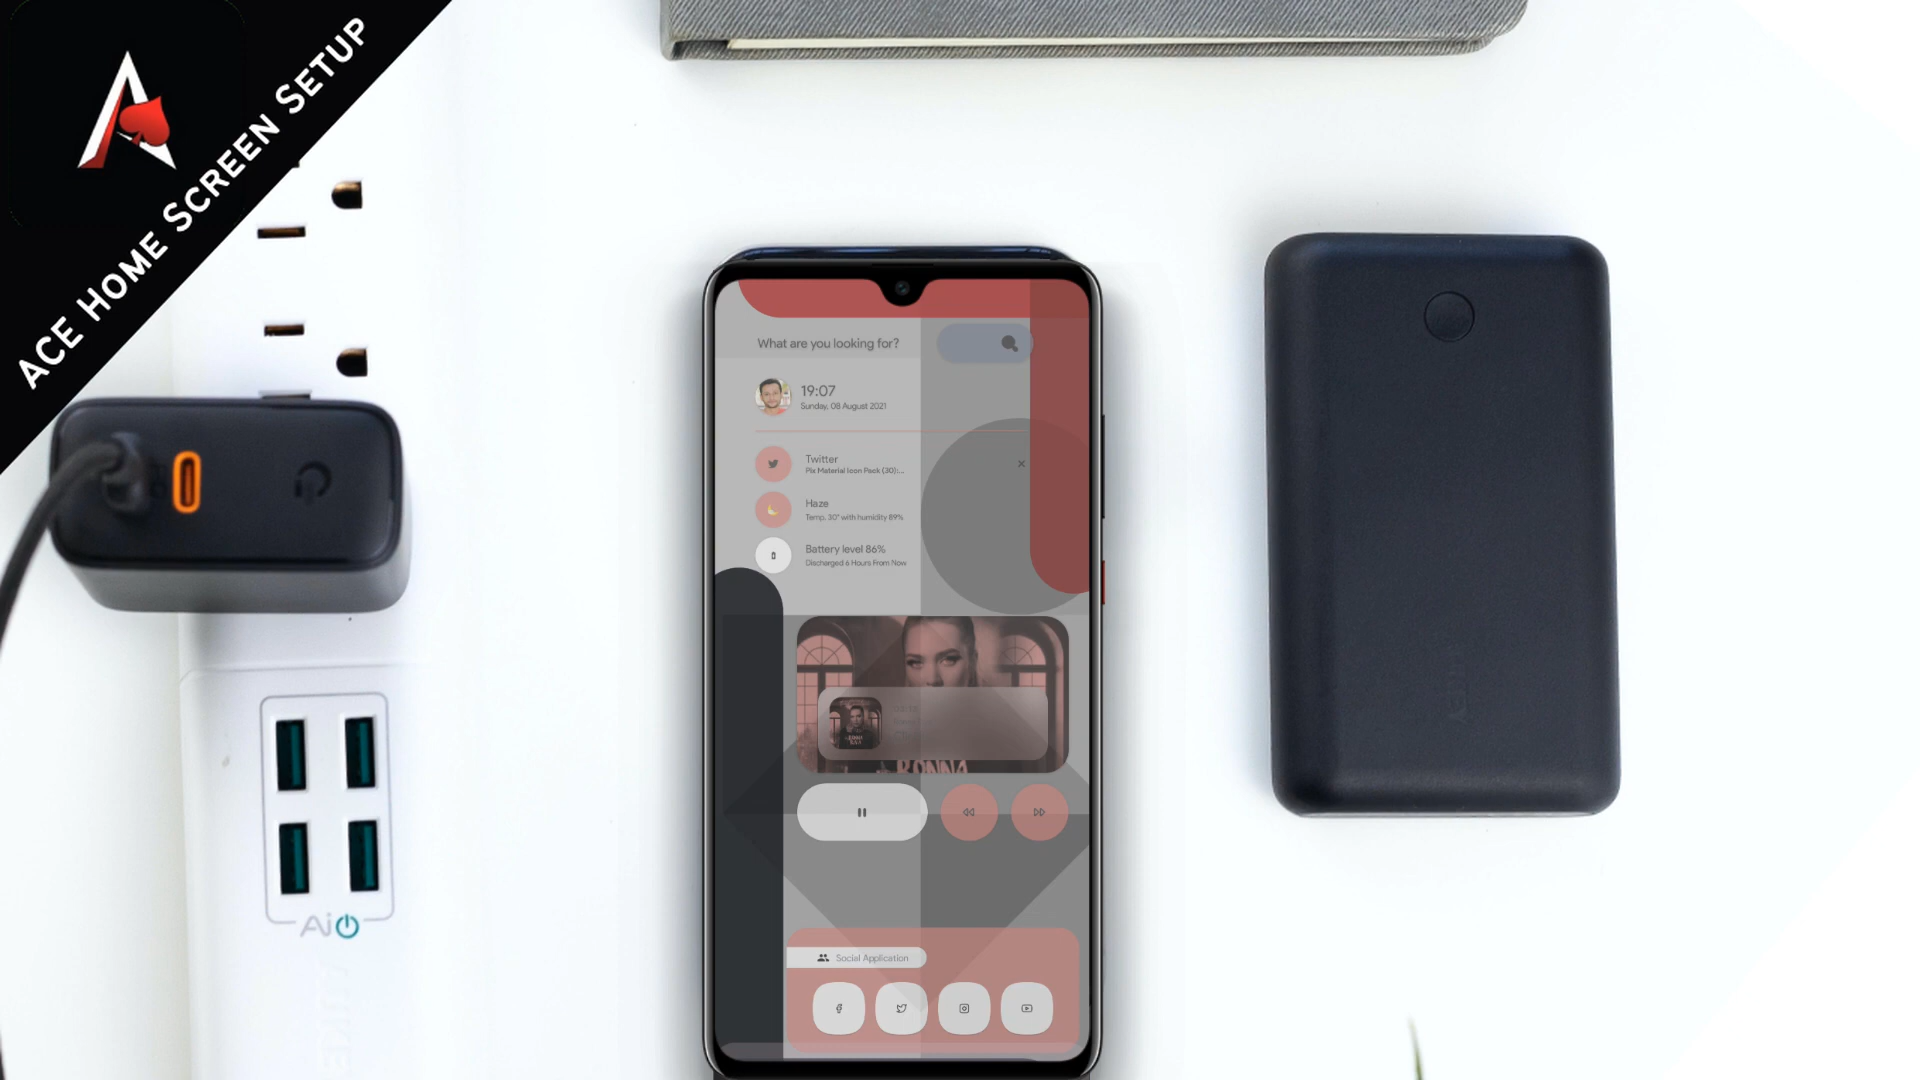 ACE HOME SCREEN SETUP
What are you looking for?
19:07
Sunday, 08 August 2021
Twitter
Pix Material Icon Pack (30):...
Haze
Temp. 30° with humidity 89%
Battery level 86%
Discharged 6 Hours From Now
RONNA
Social Application
Ai